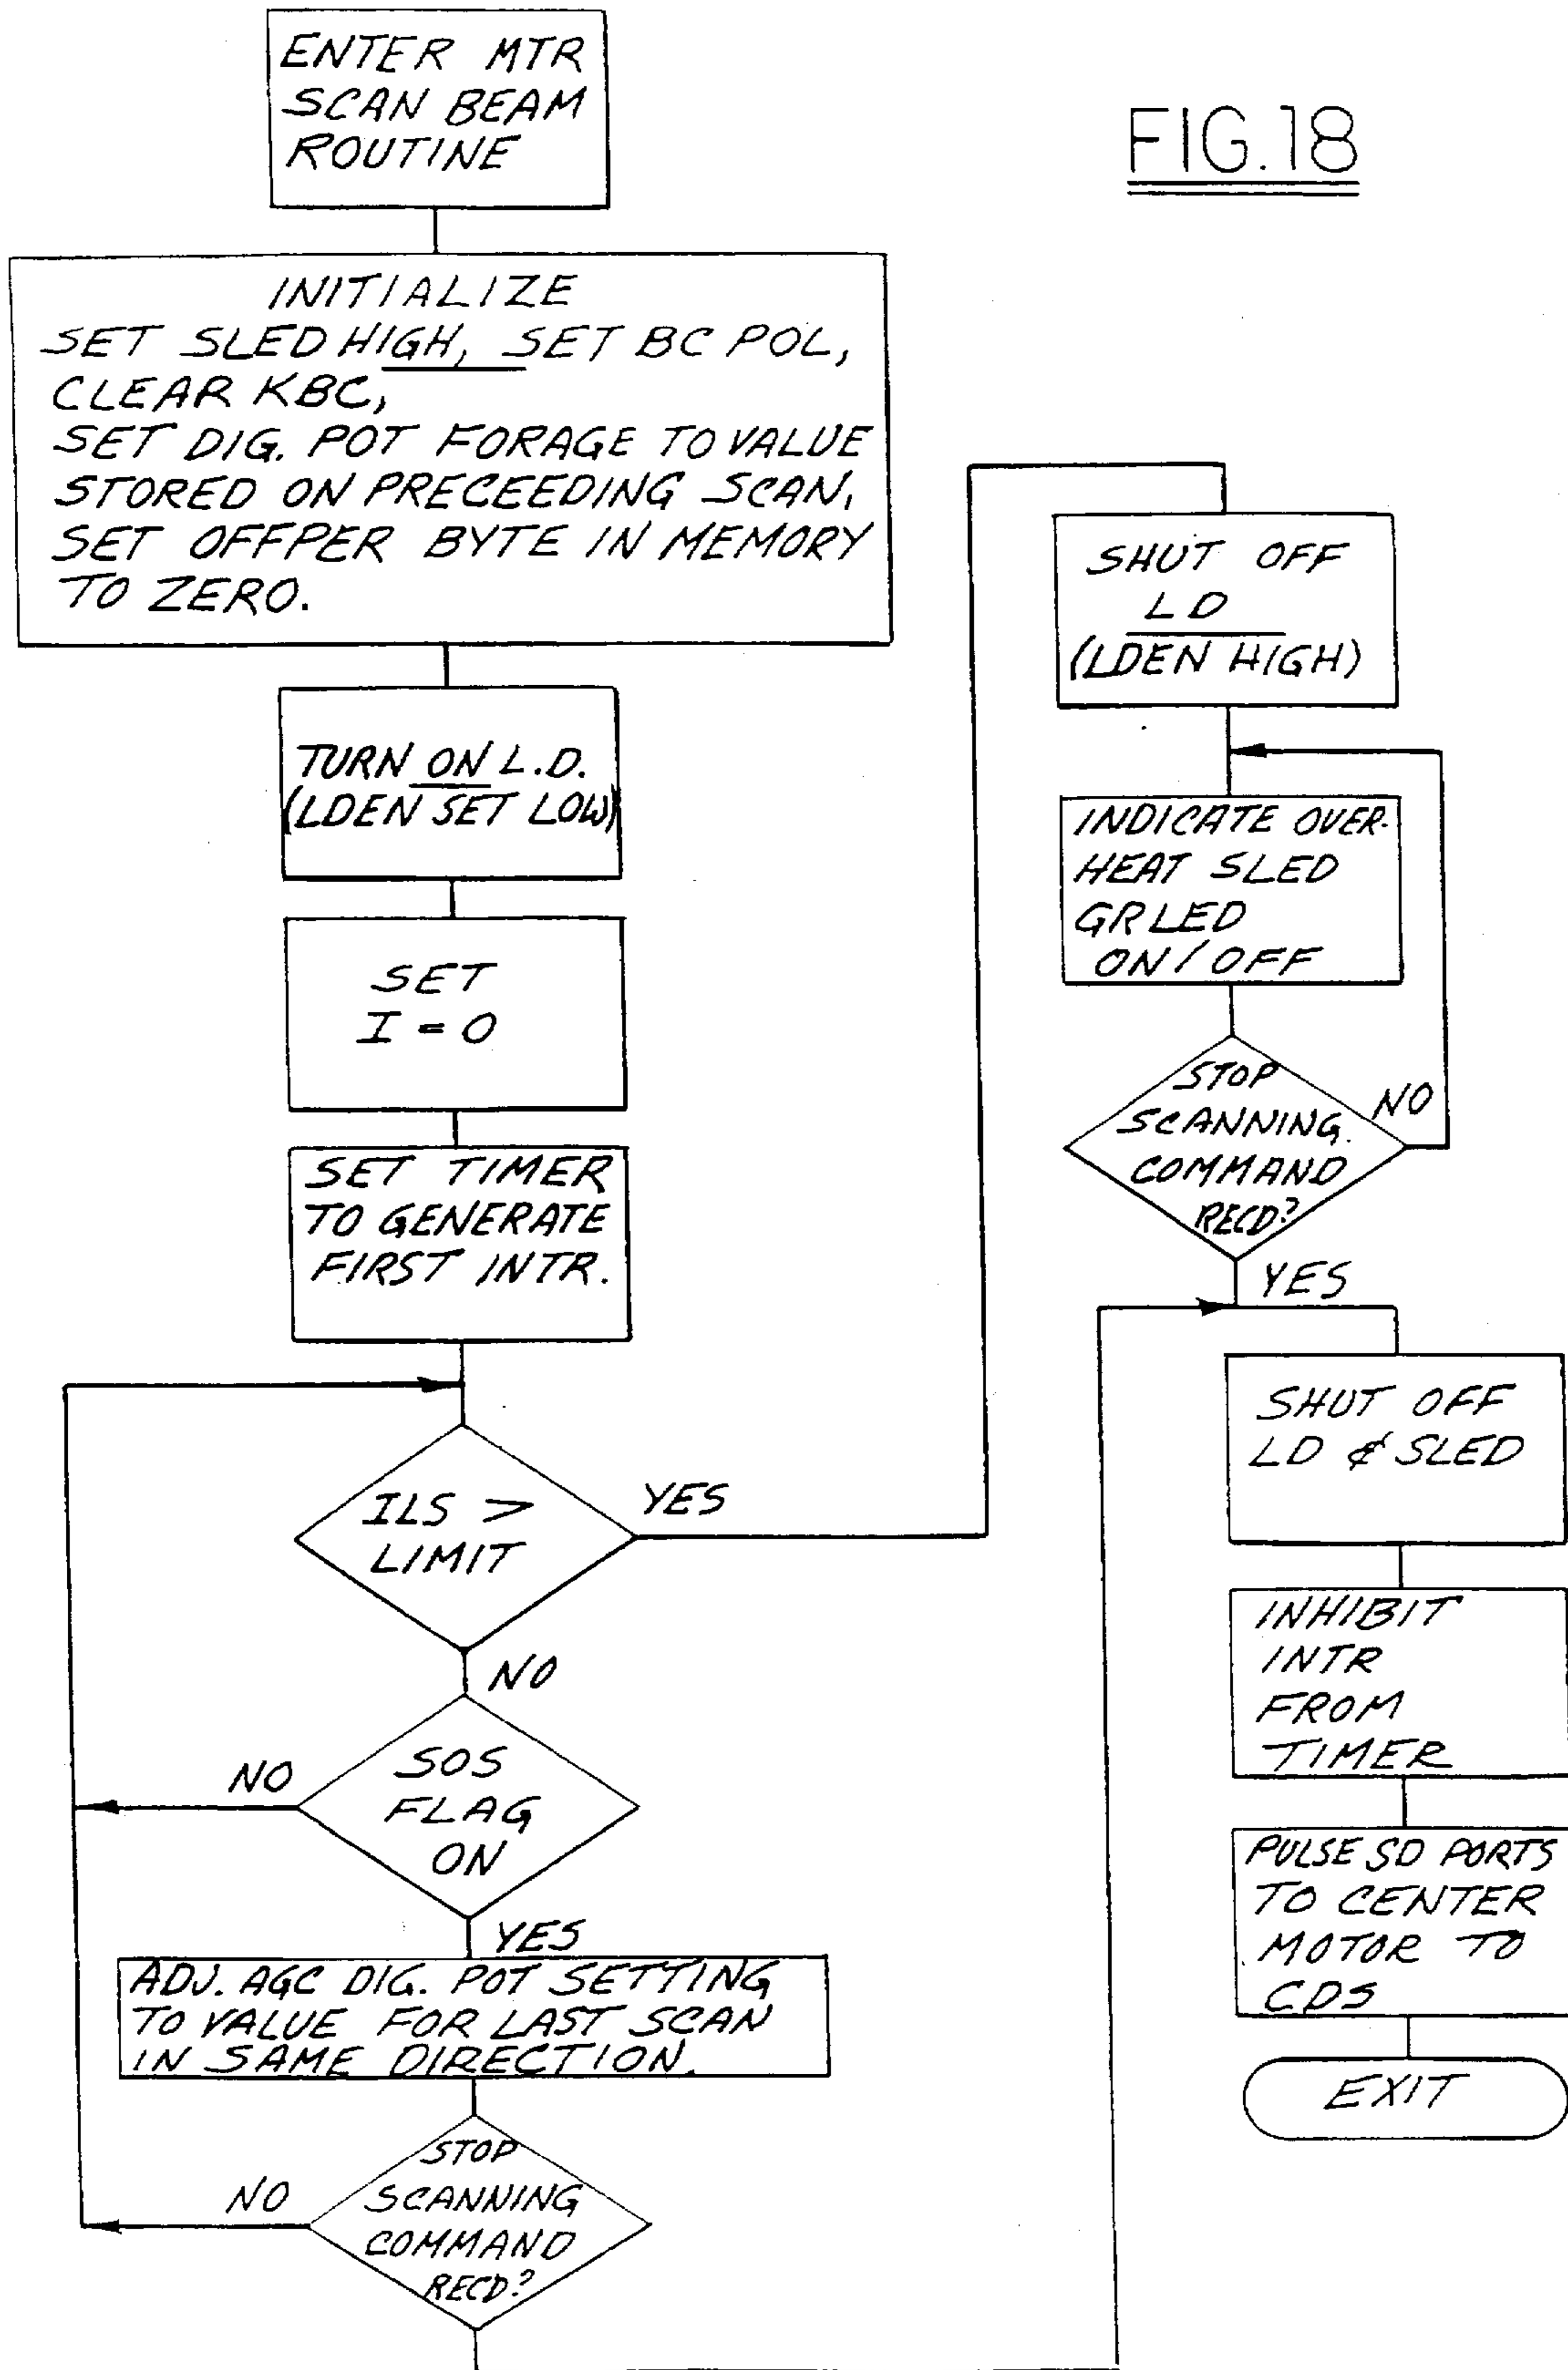 ENTER MTR
SCAN BEAM
ROUTINE
FIG.18
INITIALIZE
SET SLED HIGH, SET BC POL,
CLEAR KBC,
SET DIG. POT FORAGE TO VALUE
STORED ON PRECEEDING SCAN,
SET OFFPER BYTE IN MEMORY
TO ZERO.
TURN ON L.D.
(LDEN SET LOW)
SET
I = 0
SET TIMER
TO GENERATE
FIRST INTR.
ILS >
LIMIT
YES
NO
SOS
FLAG
ON
NO
YES
ADJ. AGC DIG. POT SETTING
TO VALUE FOR LAST SCAN
IN SAME DIRECTION.
STOP
SCANNING
COMMAND
RECD?
NO
SHUT OFF
LD
(LDEN HIGH)
INDICATE OVER-
HEAT SLED
GRLED
ON/OFF
STOP
SCANNING.
COMMAND
RECD?
NO
YES
SHUT OFF
LD & SLED
INHIBIT
INTR
FROM
TIMER
PULSE SD PORTS
TO CENTER
MOTOR TO
CDS
EXIT